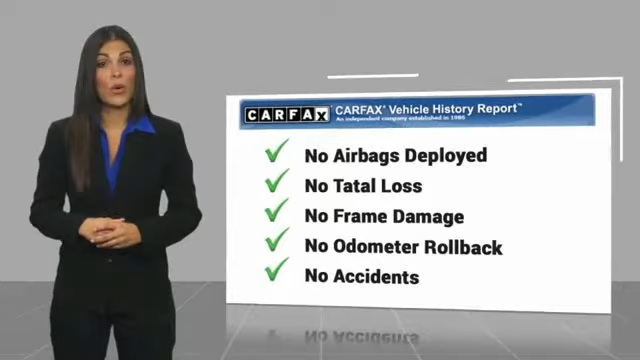 CARFAX CARFAX Vehicle History Report™
An independent company established in 1986
No Airbags Deployed
No Tatal Loss
No Frame Damage
No Odometer Rollback
No Accidents